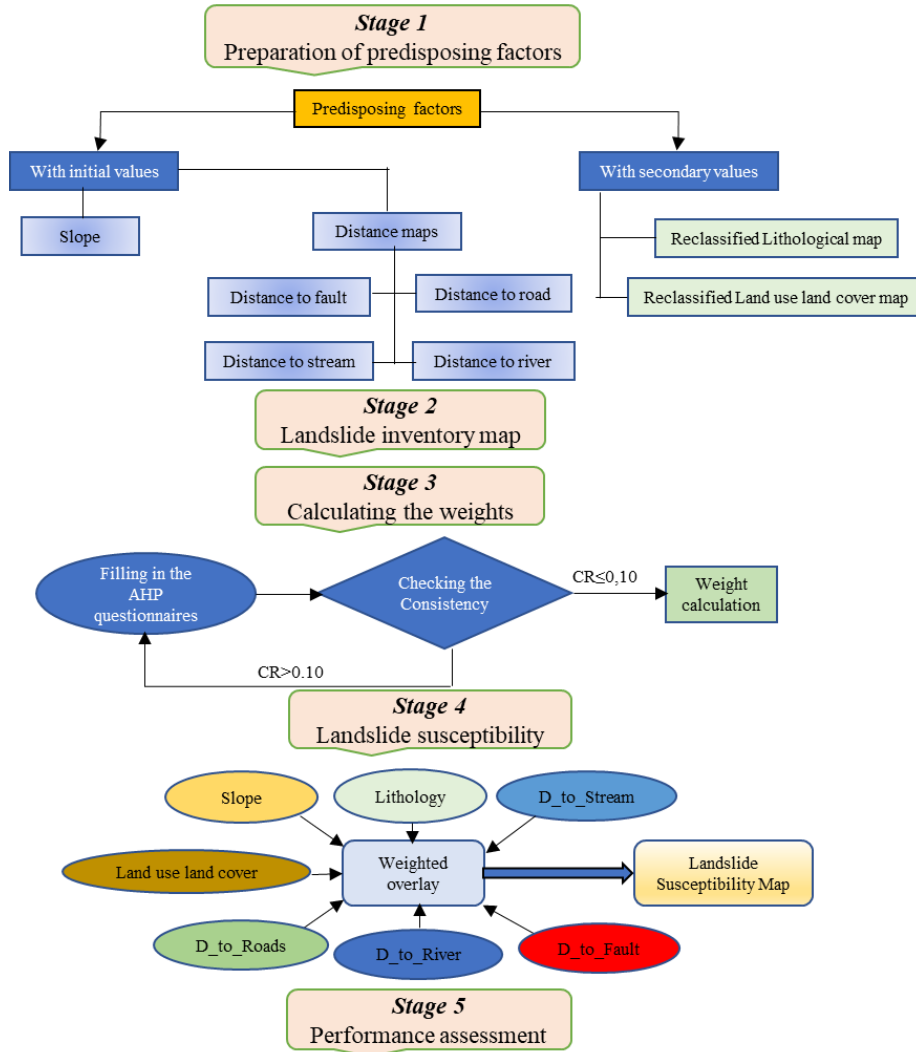 Stage 1
Preparation of predisposing factors
Predisposing factors
With initial values
With secondary values
Slope
Distance maps
Reclassified Lithological map
Distance to fault
Distance to road
Reclassified Land use land cover map
Distance to stream
Distance to river
Stage 2
Landslide inventory map
Stage 3
Calculating the weights
Filling in the
AHP
questionnaires
Checking the
Consistency
CR≤0,10
Weight
calculation
CR>0.10
Stage 4
Landslide susceptibility
Slope
Lithology
D_to_Stream
Land use land cover
Weighted
overlay
Landslide
Susceptibility Map
D_to_Roads
D_to_River
D_to_Fault
Stage 5
Performance assessment